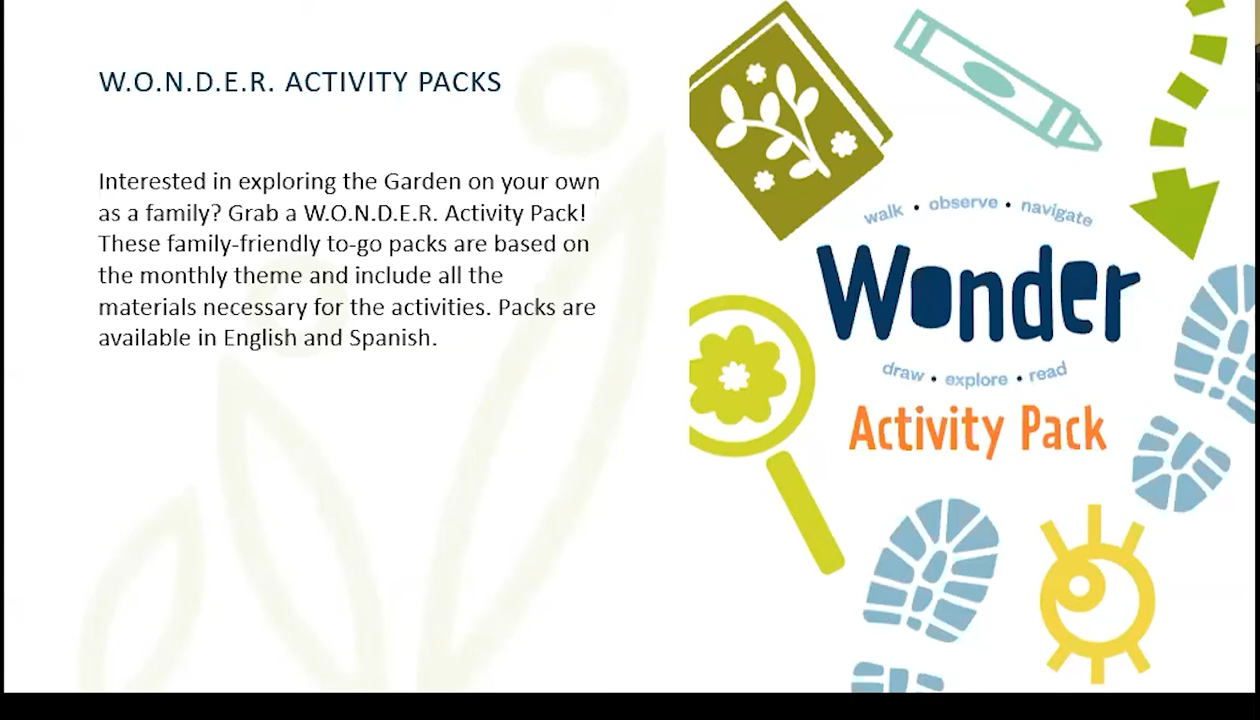 W.O.N.D.E.R. ACTIVITY PACKS
Interested in exploring the Garden on your own
as a family? Grab a W.O.N.D.E.R. Activity Pack!
These family-friendly to-go packs are based on
the monthly theme and include all the
materials necessary for the activities. Packs are
available in English and Spanish.
walk • observe • navigate
Wonder
draw • explore • read
Activity Pack